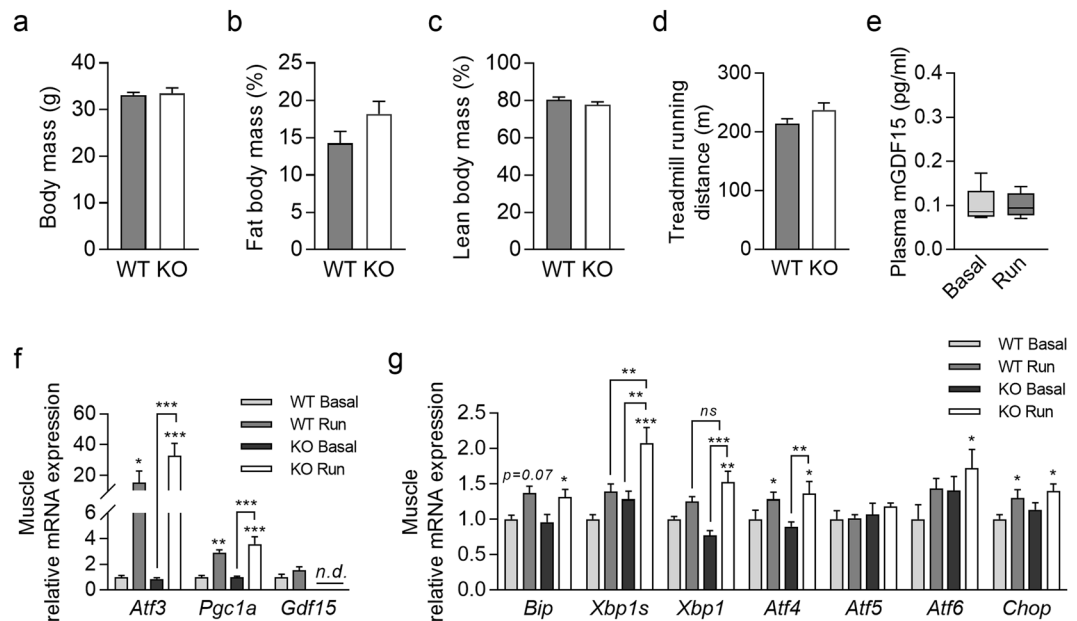 a
Body mass (g)
40
30
20
10
0
WT KO
b
Fat body mass (%)
25
20
15
10
5
0
WT KO
c
Lean body mass (%)
100
80
60
40
20
0
WT KO
d
Treadmill running
distance (m)
300
200
100
0
WT KO
e
Plasma mGDF15 (pg/ml)
0.4
0.3
0.2
0.1
0.0
Basal
Run
f
Muscle
relative mRNA expression
60
40
20
6
4
2
0
WT Basal
WT Run
KO Basal
KO Run
*
***
***
**
***
***
n.d.
Atf3
Pgc1a
Gdf15
g
Muscle
relative mRNA expression
2.5
2.0
1.5
1.0
0.5
0.0
WT Basal
WT Run
KO Basal
KO Run
p=0.07
*
**
**
***
ns
***
**
*
**
*
*
*
*
Bip
Xbp1s
Xbp1
Atf4
Atf5
Atf6
Chop